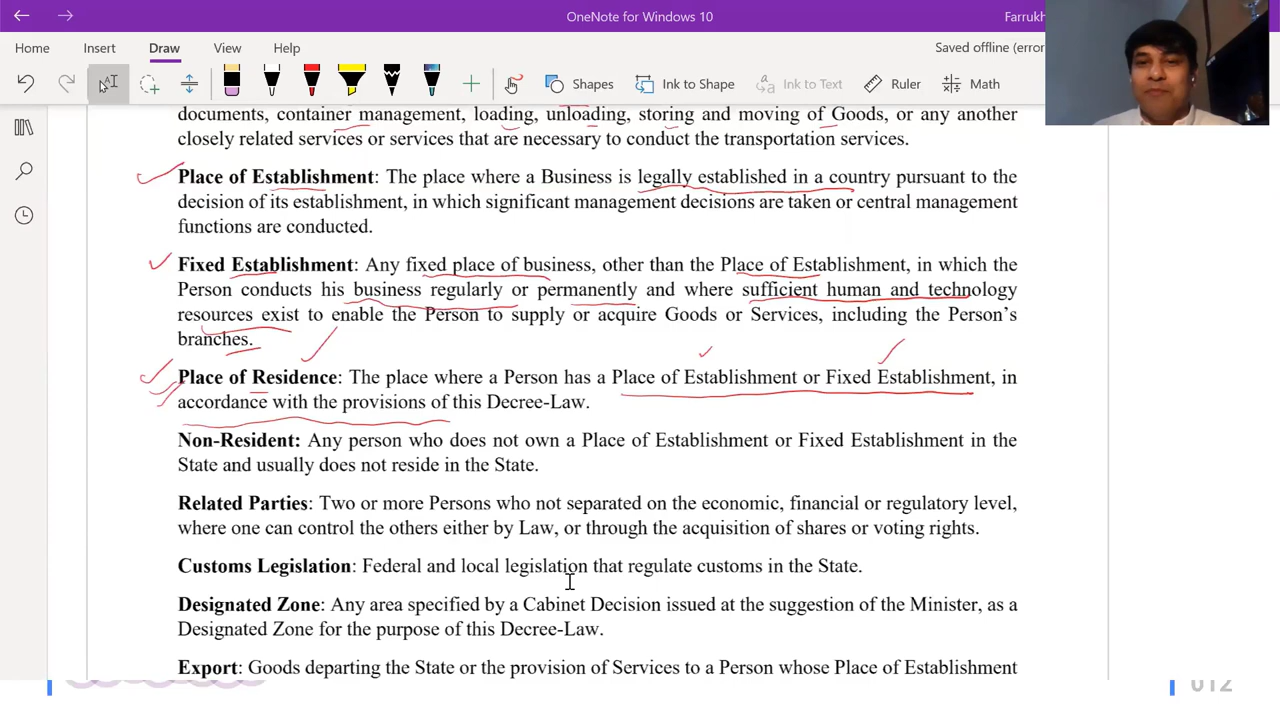 OneNote for Windows 10
Farrukh
Home Insert Draw View Help
Saved offline (error
Shapes Ink to Shape Ink to Text Ruler Math
documents, container management, loading, unloading, storing and moving of Goods, or any another
closely related services or services that are necessary to conduct the transportation services.
Place of Establishment: The place where a Business is legally established in a country pursuant to the
decision of its establishment, in which significant management decisions are taken or central management
functions are conducted.
Fixed Establishment: Any fixed place of business, other than the Place of Establishment, in which the
Person conducts his business regularly or permanently and where sufficient human and technology
resources exist to enable the Person to supply or acquire Goods or Services, including the Person’s
branches.
Place of Residence: The place where a Person has a Place of Establishment or Fixed Establishment, in
accordance with the provisions of this Decree-Law.
Non-Resident: Any person who does not own a Place of Establishment or Fixed Establishment in the
State and usually does not reside in the State.
Related Parties: Two or more Persons who not separated on the economic, financial or regulatory level,
where one can control the others either by Law, or through the acquisition of shares or voting rights.
Customs Legislation: Federal and local legislation that regulate customs in the State.
Designated Zone: Any area specified by a Cabinet Decision issued at the suggestion of the Minister, as a
Designated Zone for the purpose of this Decree-Law.
Export: Goods departing the State or the provision of Services to a Person whose Place of Establishment
012